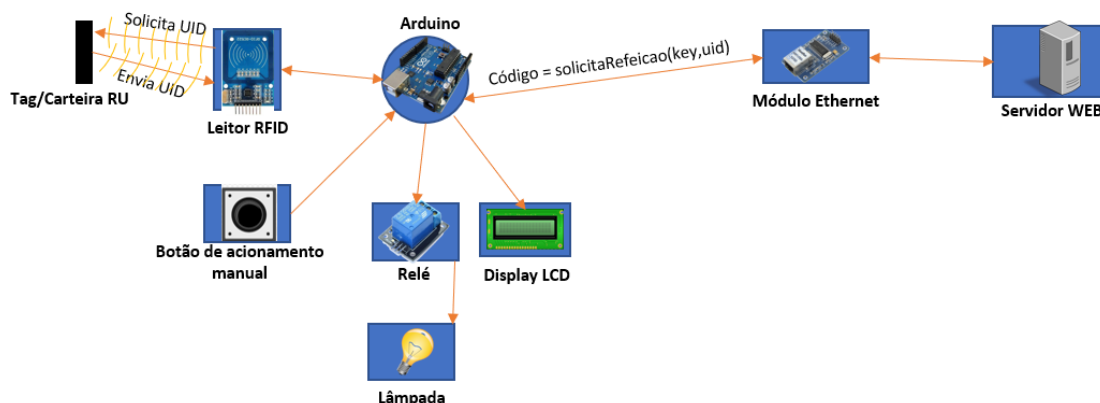 Solicita UID
Envia UID
Tag/Carteira RU
Leitor RFID
Arduino
Código = solicitaRefeicao(key,uid)
Módulo Ethernet
Servidor WEB
Botão de acionamento
manual
Relé
Display LCD
Lâmpada